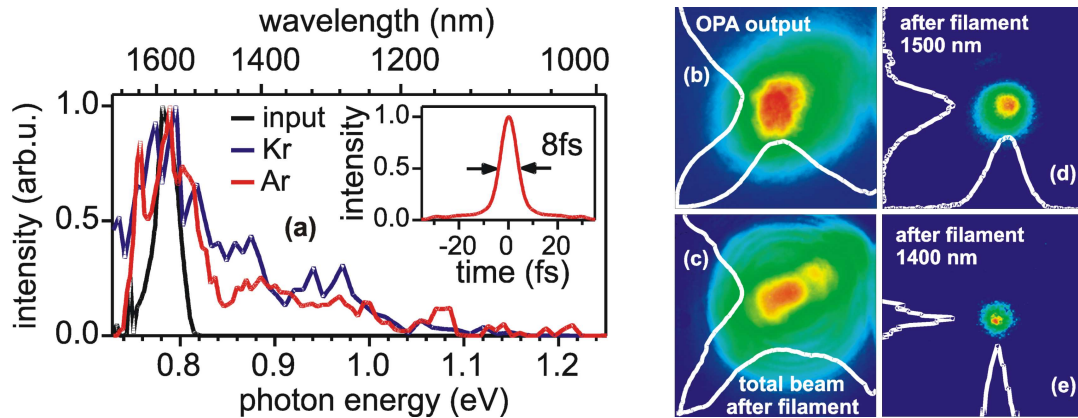 wavelength (nm)
1600 1400 1200 1000
intensity (arb.u.)
1.0
0.5
0.0
input
Kr
Ar
(a)
intensity
1.0
0.5
0.0
8fs
-20 0 20
time (fs)
0.8 0.9 1.0 1.1 1.2
photon energy (eV)
OPA output
(b)
after filament
1500 nm
(d)
(c)
total beam
after filament
after filament
1400 nm
(e)